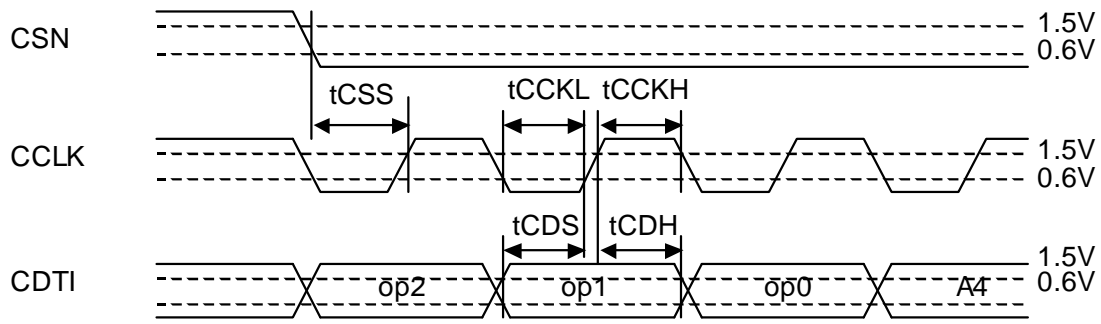 CSN
1.5V
0.6V
tCSS
tCCKL
tCCKH
CCLK
1.5V
0.6V
tCDS
tCDH
CDTI
op2
op1
op0
A4
1.5V
0.6V